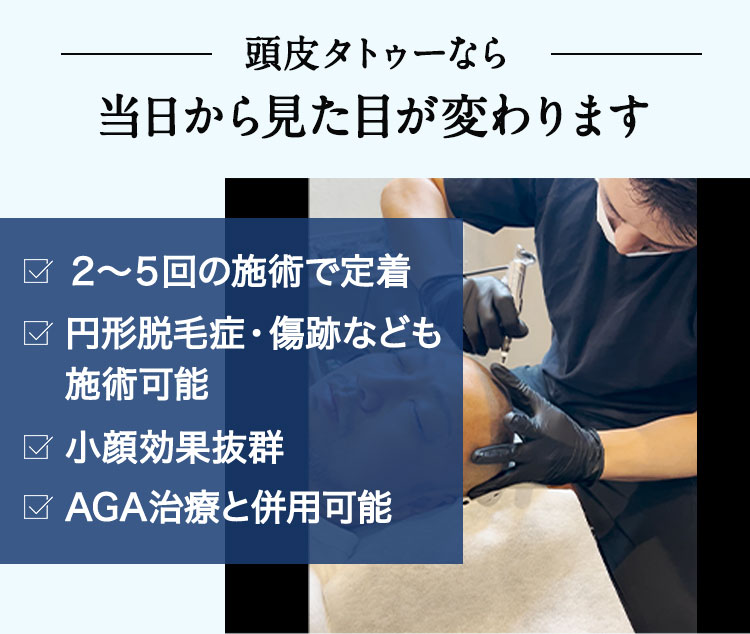 頭皮タトゥーなら
当日から見た目が変わります
2〜5回の施術で定着
円形脱毛症・傷跡なども
施術可能
小顔効果抜群
AGA治療と併用可能